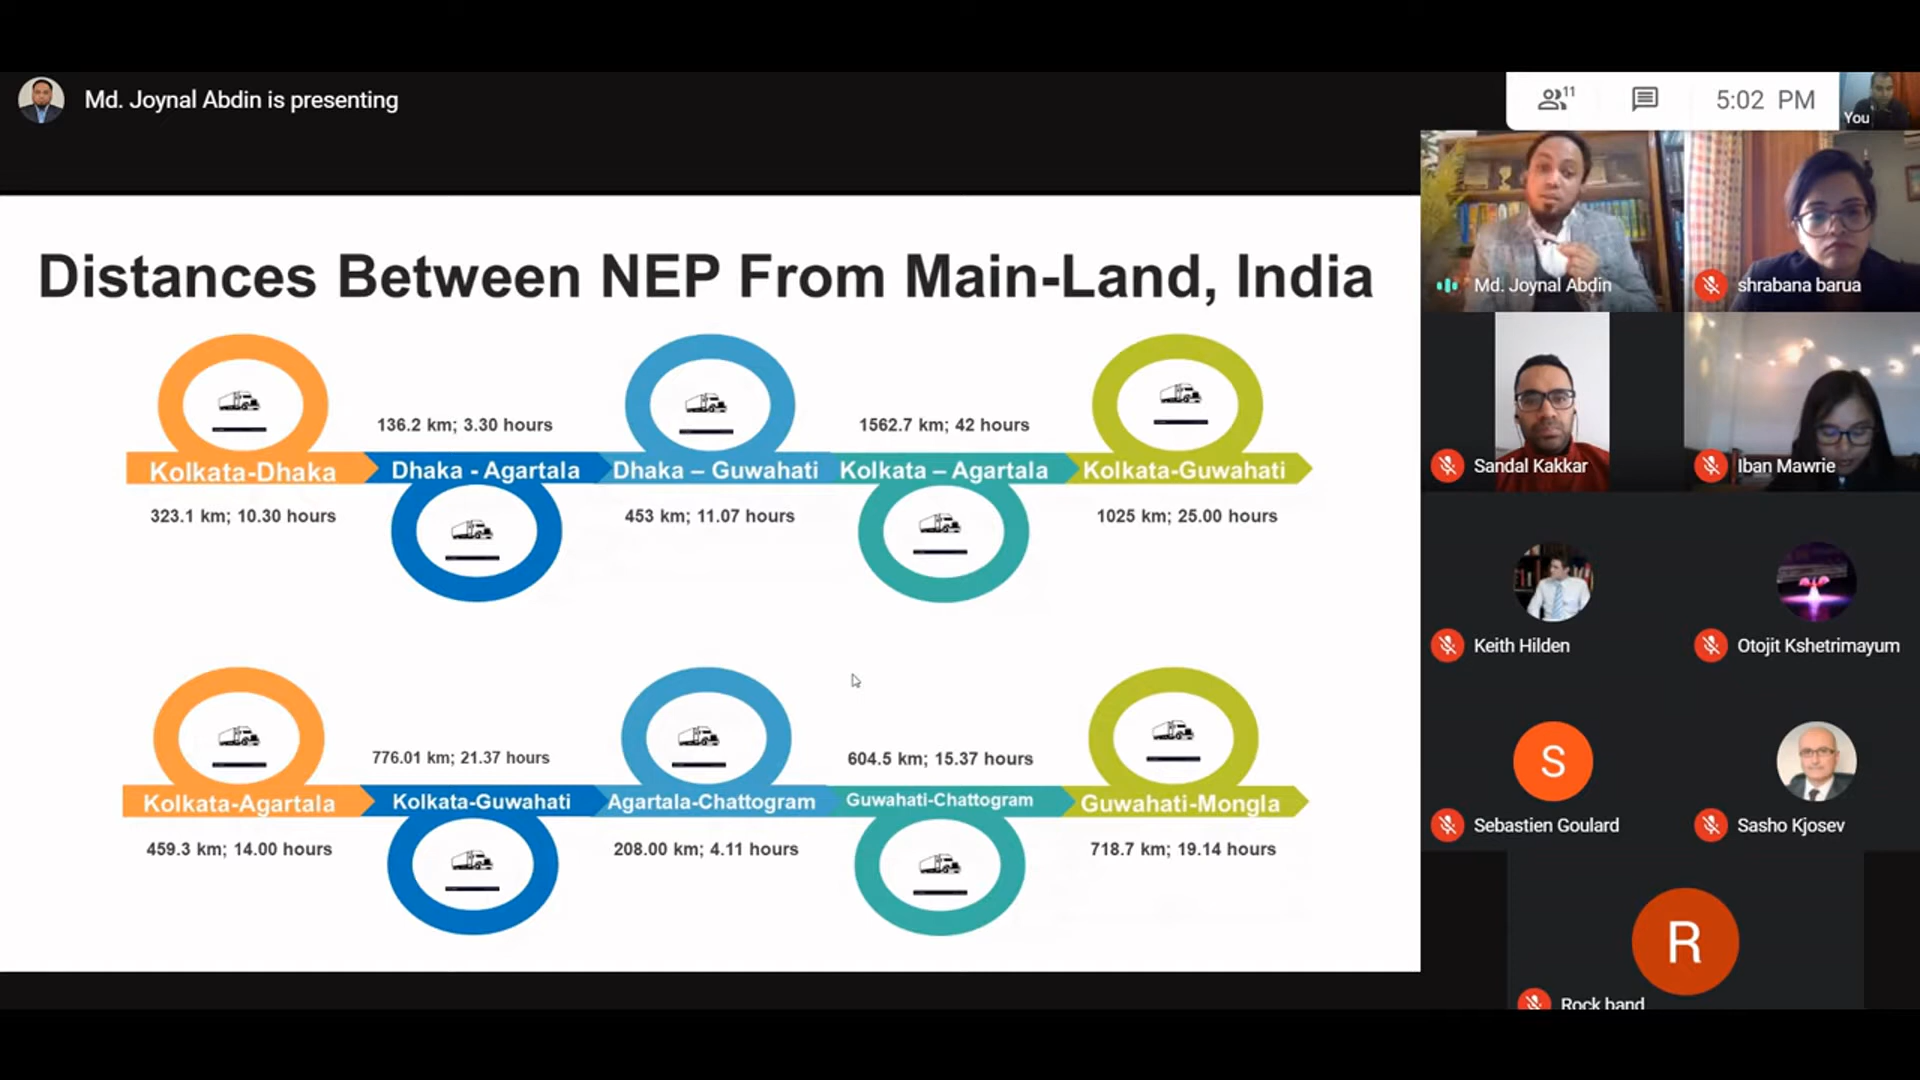 Md. Joynal Abdin is presenting
11
5:02 PM
You
Distances Between NEP From Main-Land, India
136.2 km; 3.30 hours
1562.7 km; 42 hours
Kolkata-Dhaka
Dhaka - Agartala
Dhaka – Guwahati
Kolkata – Agartala
Kolkata-Guwahati
323.1 km; 10.30 hours
453 km; 11.07 hours
1025 km; 25.00 hours
776.01 km; 21.37 hours
604.5 km; 15.37 hours
Kolkata-Agartala
Kolkata-Guwahati
Agartala-Chattogram
Guwahati-Chattogram
Guwahati-Mongla
459.3 km; 14.00 hours
208.00 km; 4.11 hours
718.7 km; 19.14 hours
Md. Joynal Abdin
shrabana barua
Sandal Kakkar
Iban Mawrie
Keith Hilden
Otojit Kshetrimayum
S
Sebastien Goulard
Sasho Kjosev
R
Rock band